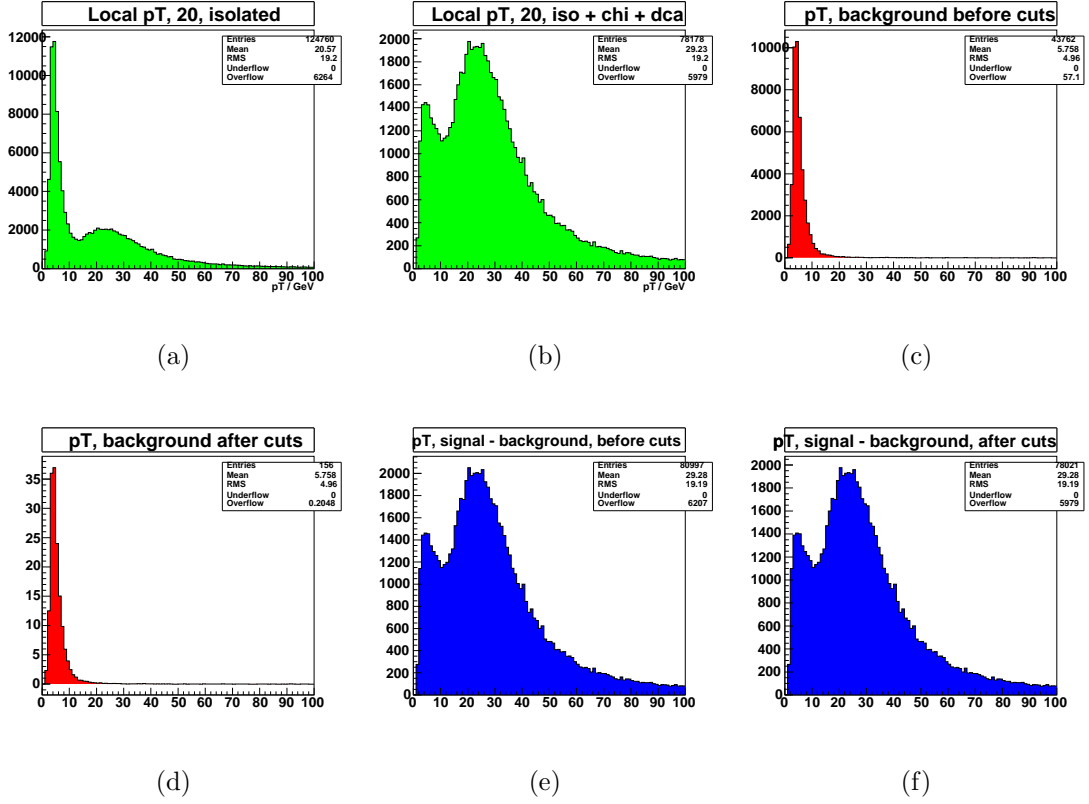 Local pT, 20, isolated
Entries 124760
Mean 20.57
RMS 19.2
Underflow 0
Overflow 6264
12000
10000
8000
6000
4000
2000
0
0 10 20 30 40 50 60 70 80 90 100
pT / GeV
(a)
Local pT, 20, iso + chi + dca
Entries 78178
Mean 29.23
RMS 19.2
Underflow 0
Overflow 5979
2000
1800
1600
1400
1200
1000
800
600
400
200
0
0 10 20 30 40 50 60 70 80 90 100
pT / GeV
(b)
pT, background before cuts
Entries 43762
Mean 5.758
RMS 4.96
Underflow 0
Overflow 57.1
10000
8000
6000
4000
2000
0
0 10 20 30 40 50 60 70 80 90 100
(c)
pT, background after cuts
Entries 156
Mean 5.758
RMS 4.96
Underflow 0
Overflow 0.2048
35
30
25
20
15
10
5
0
0 10 20 30 40 50 60 70 80 90 100
(d)
pT, signal - background, before cuts
Entries 80997
Mean 29.28
RMS 19.19
Underflow 0
Overflow 6207
2000
1800
1600
1400
1200
1000
800
600
400
200
0
0 10 20 30 40 50 60 70 80 90 100
(e)
pT, signal - background, after cuts
Entries 78021
Mean 29.28
RMS 19.19
Underflow 0
Overflow 5979
2000
1800
1600
1400
1200
1000
800
600
400
200
0
0 10 20 30 40 50 60 70 80 90 100
(f)